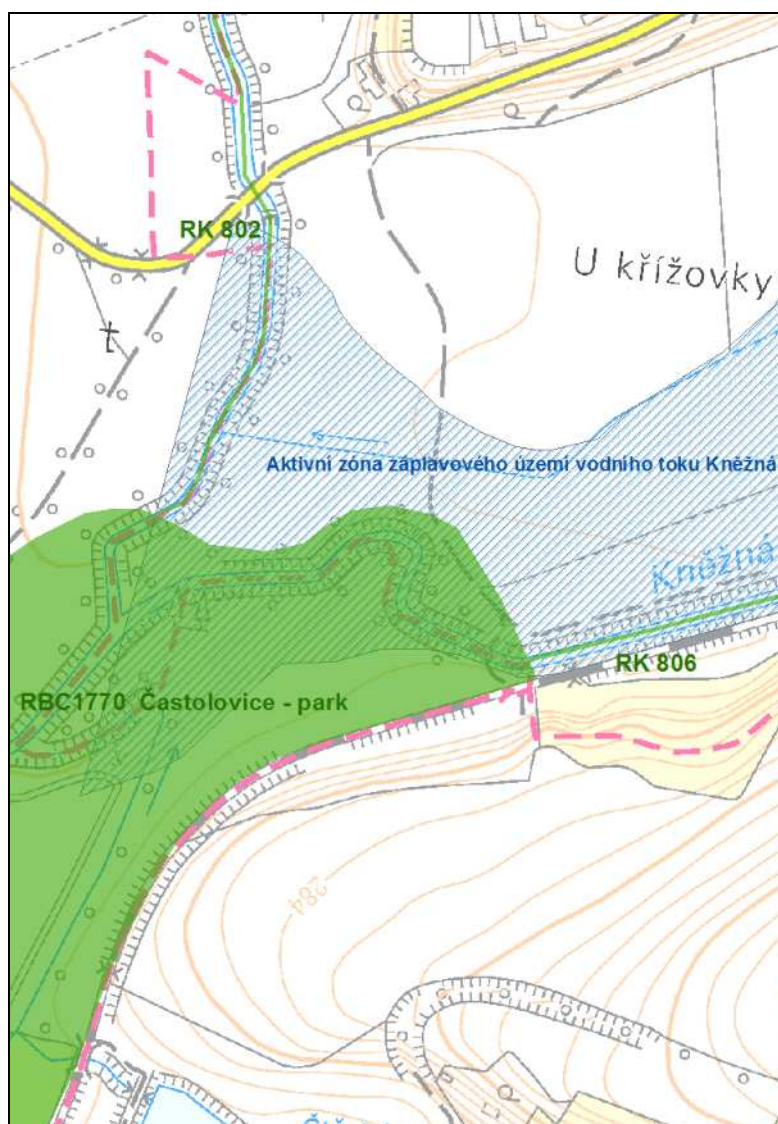 RK 802
U křížovky
Aktivní zóna záplavového území vodního toku Kněžná
Kněžná
RK 806
RBC1770 Častolovice - park
284